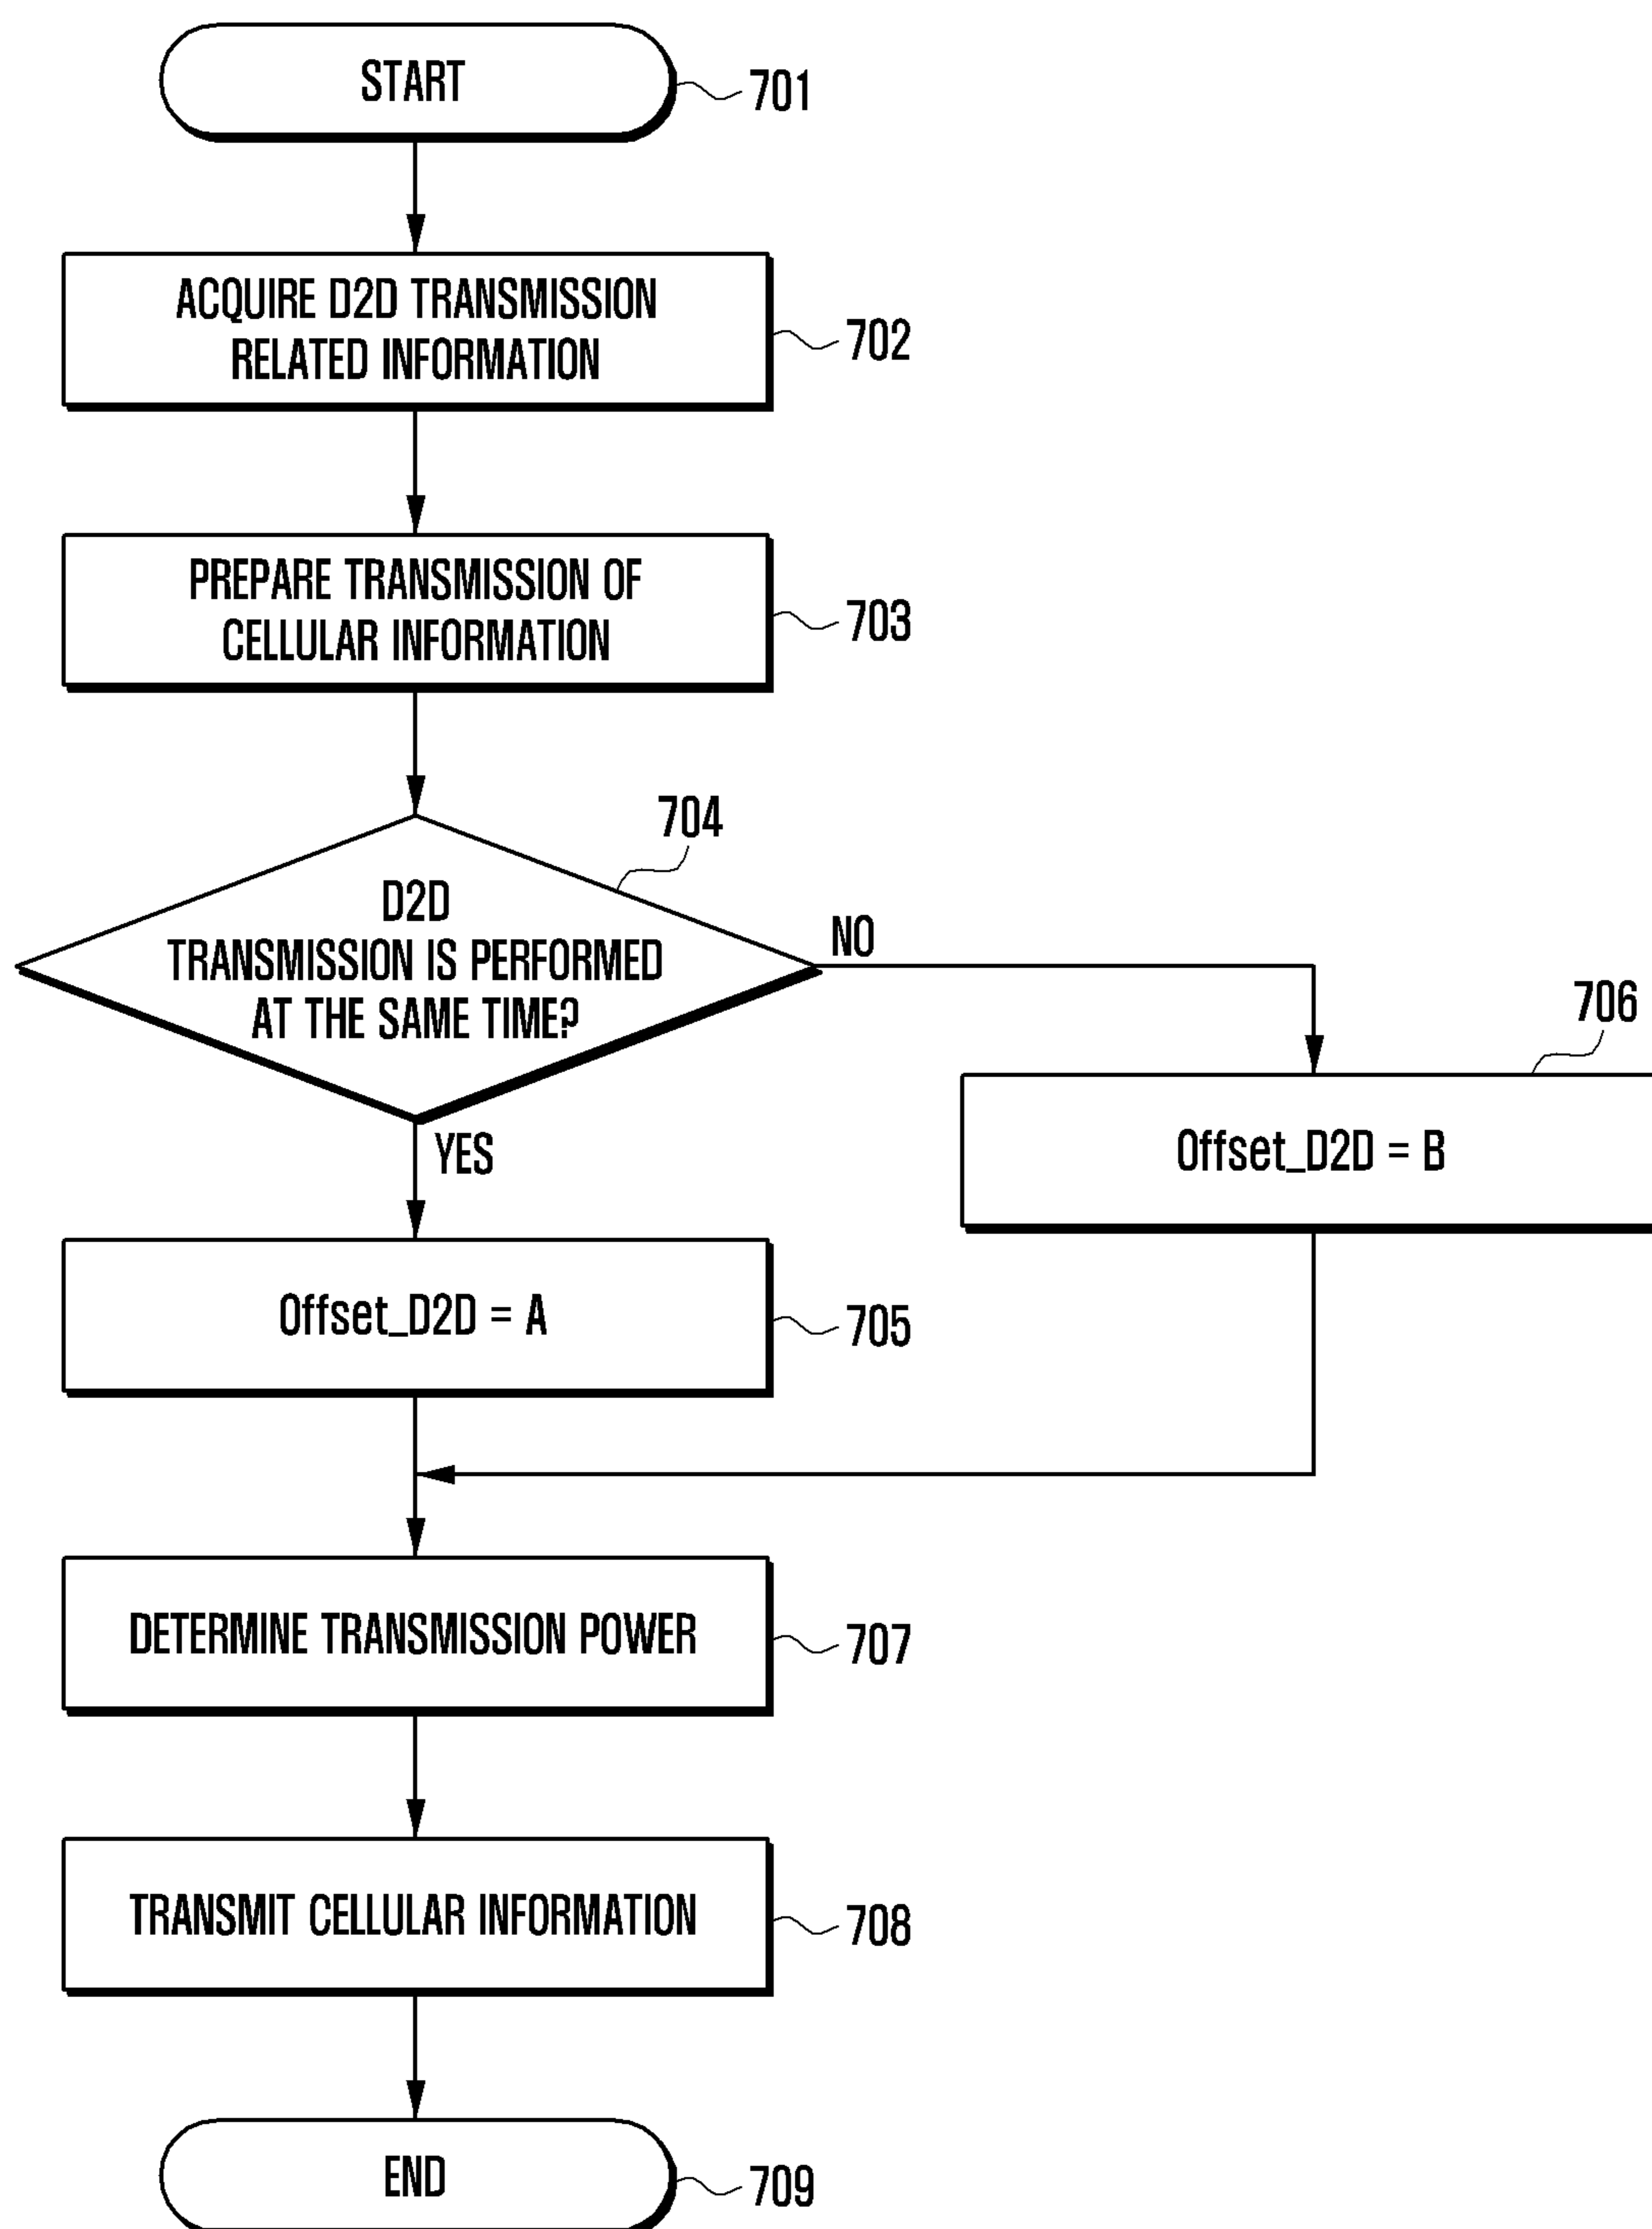 START
701
ACQUIRE D2D TRANSMISSION
RELATED INFORMATION
702
PREPARE TRANSMISSION OF
CELLULAR INFORMATION
703
704
D2D
TRANSMISSION IS PERFORMED
AT THE SAME TIME?
NO
YES
706
Offset_D2D = B
Offset_D2D = A
705
DETERMINE TRANSMISSION POWER
707
TRANSMIT CELLULAR INFORMATION
708
END
709